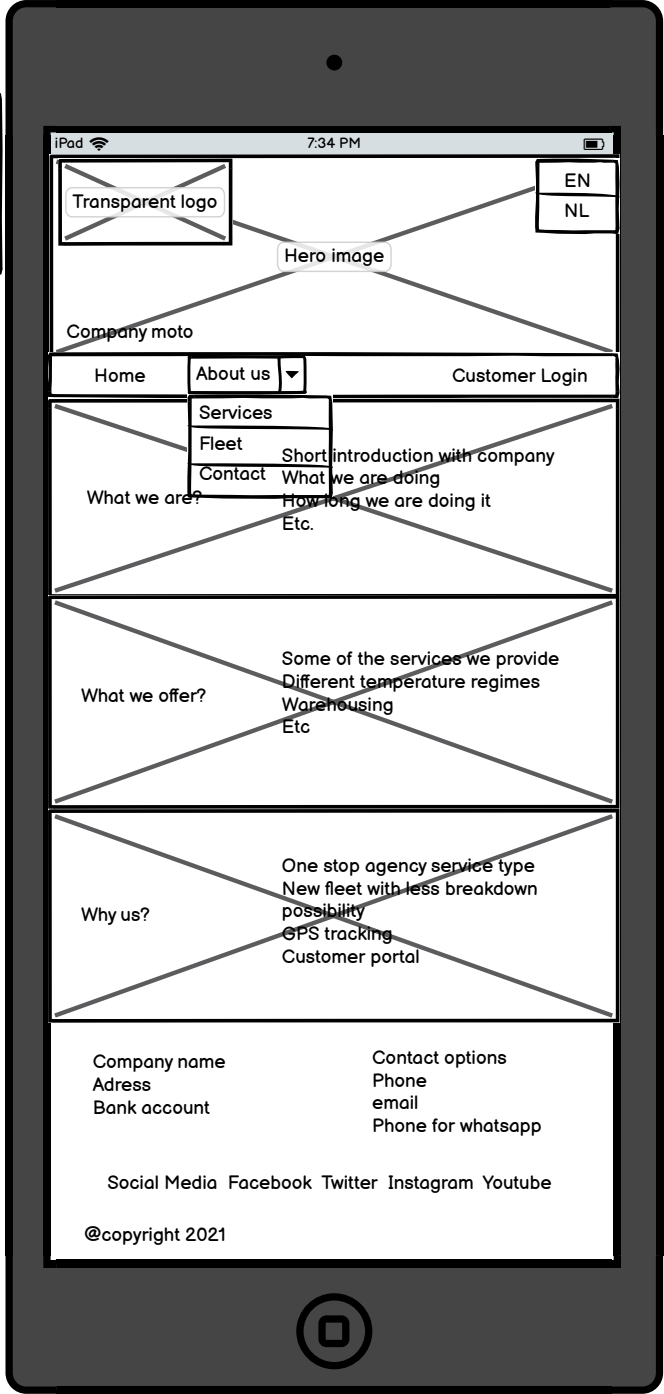 iPad 7:34 PM
Transparent logo
EN
NL
Hero image
Company moto
Home About us Customer Login
Services
Fleet
Contact
What we are?
Short introduction with company
What we are doing
How long we are doing it
Etc.
What we offer?
Some of the services we provide
Different temperature regimes
Warehousing
Etc
Why us?
One stop agency service type
New fleet with less breakdown
possibility
GPS tracking
Customer portal
Company name
Adress
Bank account
Contact options
Phone
email
Phone for whatsapp
Social Media Facebook Twitter Instagram Youtube
@copyright 2021